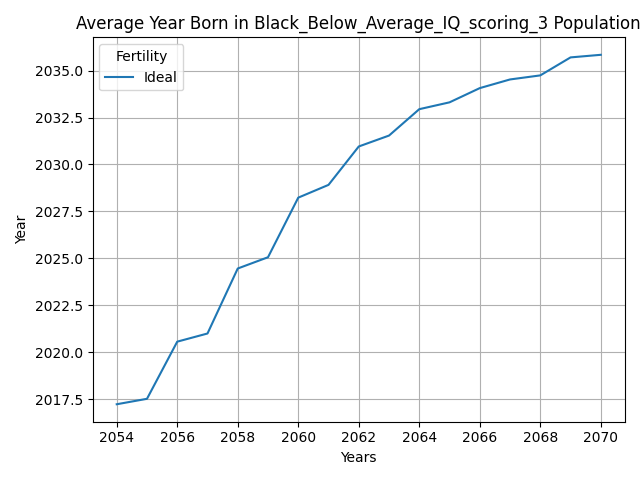 Average Year Born in Black_Below_Average_IQ_scoring_3 Population
Fertility
Ideal
2035.0
2032.5
2030.0
2027.5
2025.0
2022.5
2020.0
2017.5
Year
2054 2056 2058 2060 2062 2064 2066 2068 2070
Years